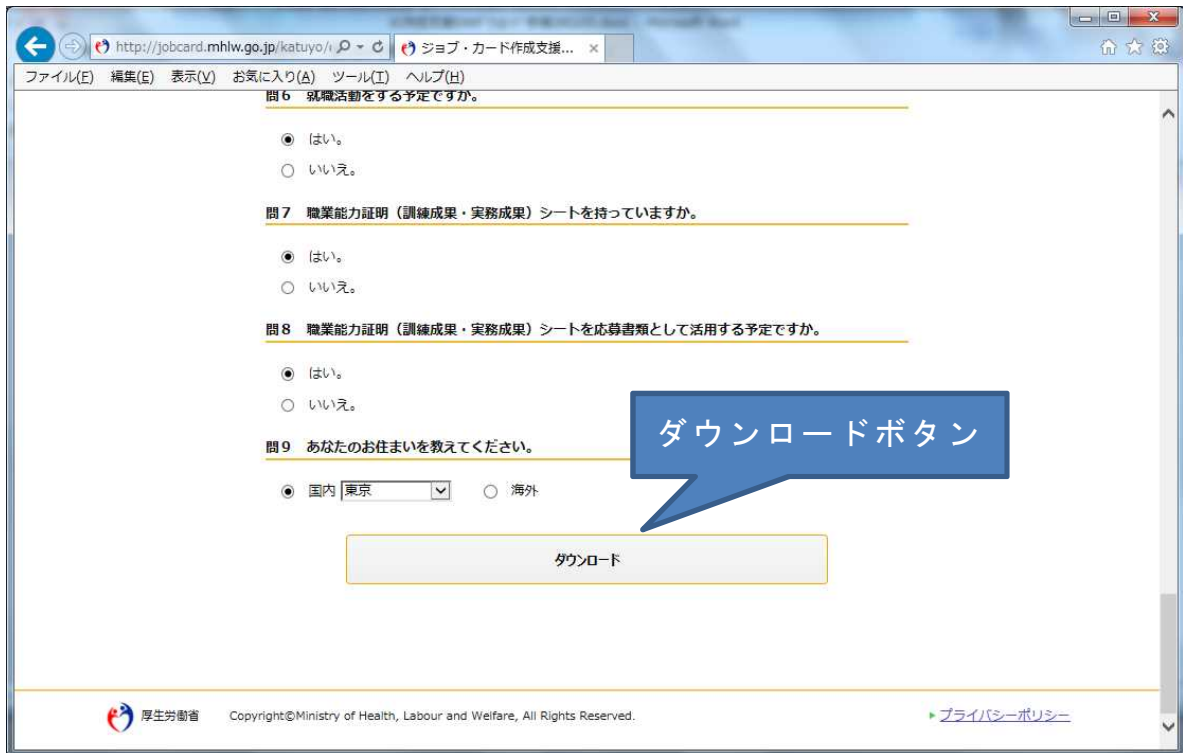 http://jobcard.mhlw.go.jp/katuyo/
ジョブ・カード作成支援...
ファイル(F) 編集(E) 表示(V) お気に入り(A) ツール(T) ヘルプ(H)
問6 就職活動をする予定ですか。
はい。
いいえ。
問7 職業能力証明（訓練成果・実務成果）シートを持っていますか。
はい。
いいえ。
問8 職業能力証明（訓練成果・実務成果）シートを応募書類として活用する予定ですか。
はい。
いいえ。
ダウンロードボタン
問9 あなたのお住まいを教えてください。
国内 東京 海外
ダウンロード
厚生労働省 Copyright©Ministry of Health, Labour and Welfare, All Rights Reserved. プライバシーポリシー